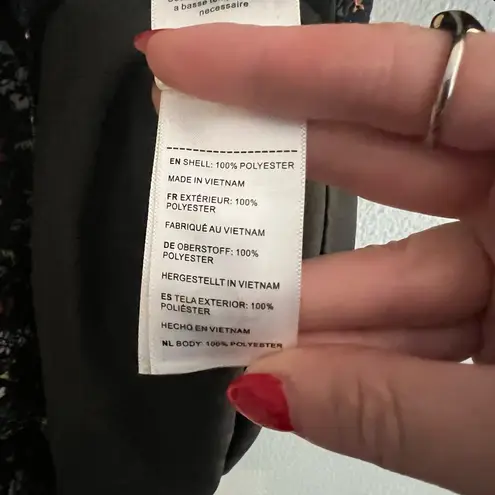 a basse
necessaire
EN SHELL: 100% POLYESTER
MADE IN VIETNAM
FR EXTÉRIEUR: 100%
POLYESTER
FABRIQUÉ AU VIETNAM
DE OBERSTOFF: 100%
POLYESTER
HERGESTELLT IN VIETNAM
ES TELA EXTERIOR: 100%
POLIÉSTER
HECHO EN VIETNAM
NL BODY: 100% POLYESTER